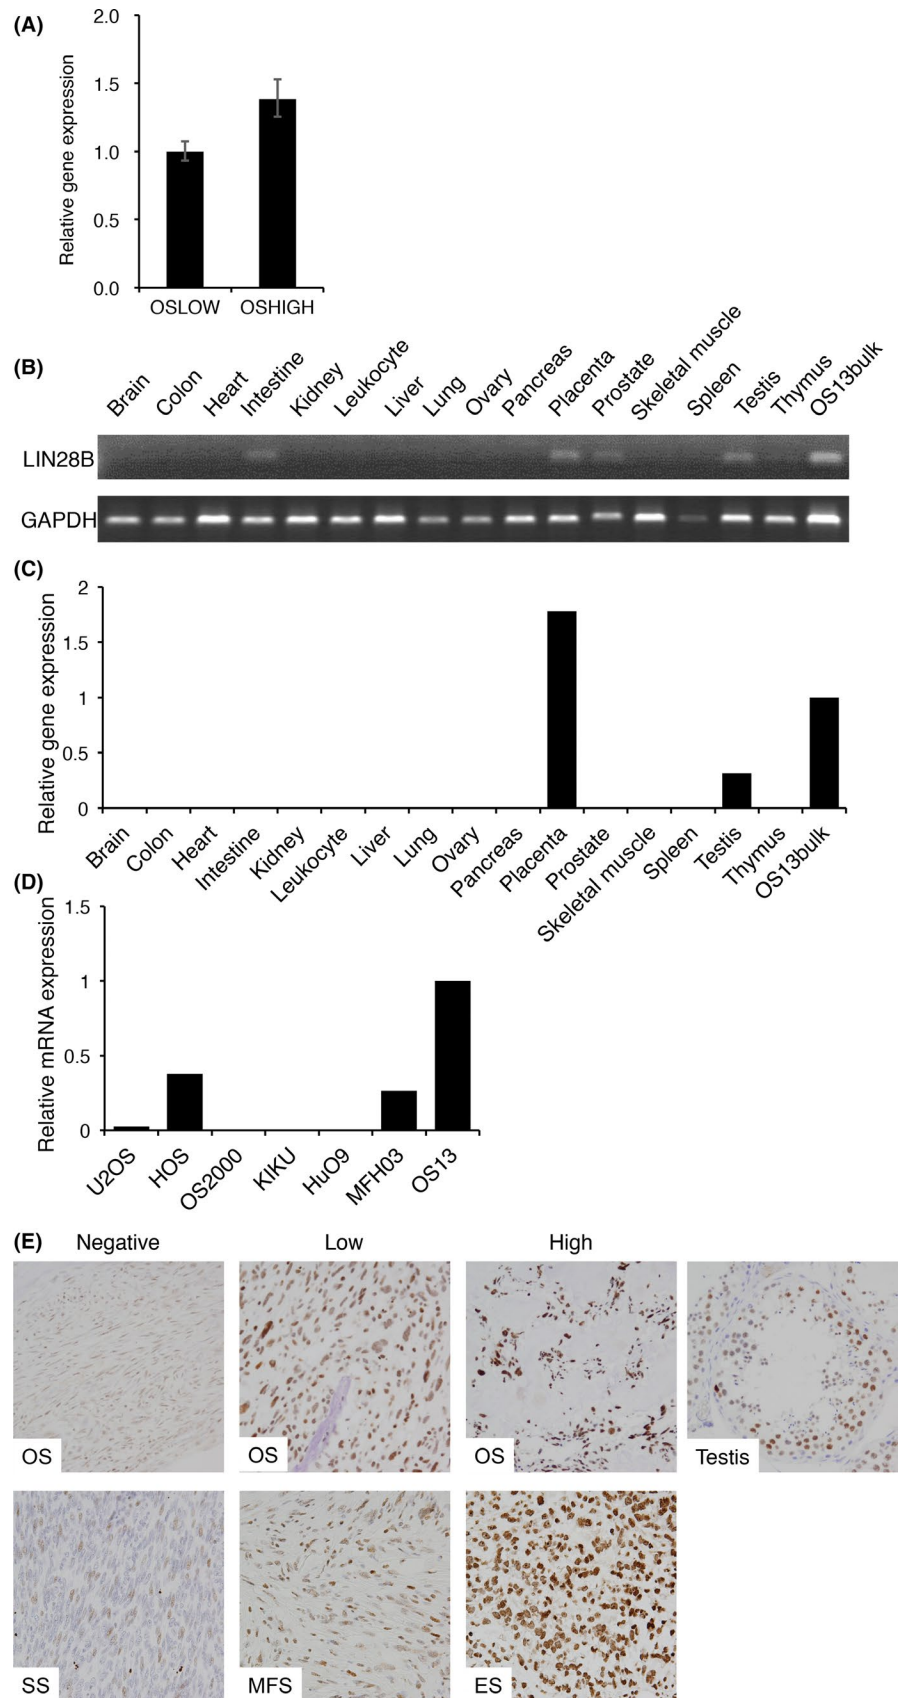 (A)
Relative gene expression
2.0
1.5
1.0
0.5
0.0
OSLOW OSHIGH
(B)
Brain Colon Heart Intestine Kidney Leukocyte Liver Lung Ovary Pancreas Placenta Prostate Skeletal muscle Spleen Testis Thymus OS13bulk
LIN28B
GAPDH
(C)
Relative gene expression
2
1.5
1
0.5
0
Brain Colon Heart Intestine Kidney Leukocyte Liver Lung Ovary Pancreas Placenta Prostate Skeletal muscle Spleen Testis Thymus OS13bulk
(D)
Relative mRNA expression
1.5
1
0.5
0
U2OS HOS OS2000 KIKU HuO9 MFH03 OS13
(E)
Negative Low High
OS OS OS Testis
SS MFS ES